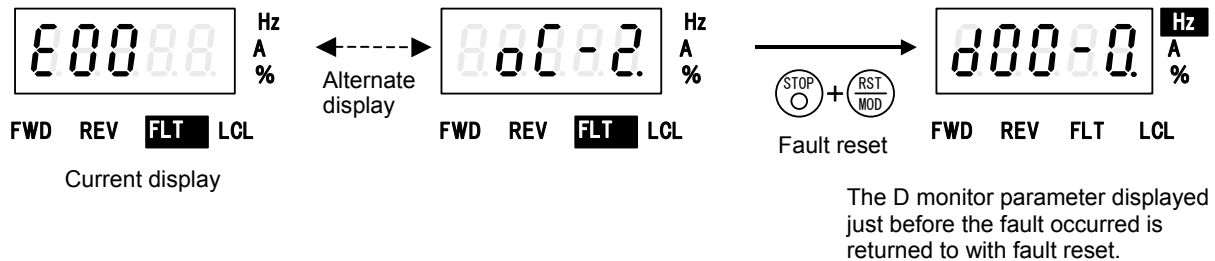 E00.
Hz
A
%
FWD REV FLT LCL
Current display
Alternate
display
oC-2.
Hz
A
%
FWD REV FLT LCL
STOP + RST
MOD
Fault reset
d00-0.
Hz
A
%
FWD REV FLT LCL
The D monitor parameter displayed
just before the fault occurred is
returned to with fault reset.